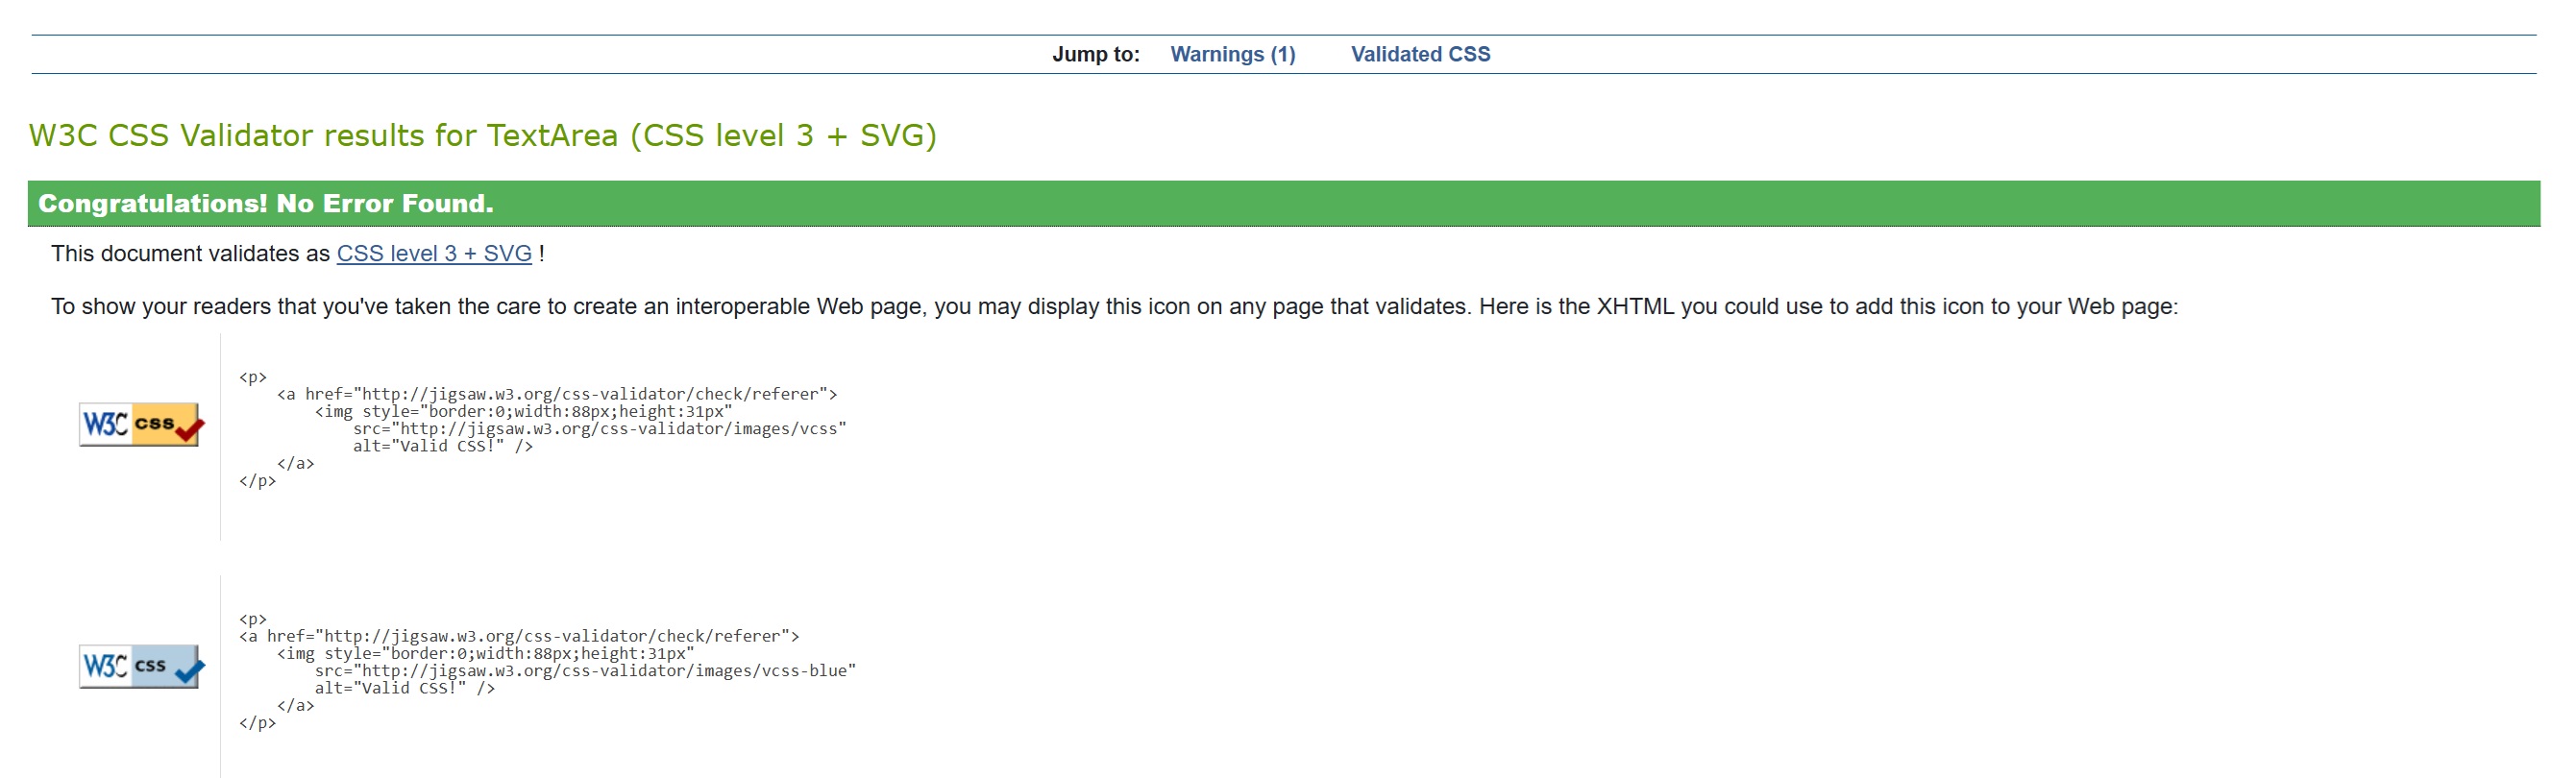 Jump to: Warnings (1) Validated CSS
W3C CSS Validator results for TextArea (CSS level 3 + SVG)
Congratulations! No Error Found.
This document validates as CSS level 3 + SVG !
To show your readers that you've taken the care to create an interoperable Web page, you may display this icon on any page that validates. Here is the XHTML you could use to add this icon to your Web page:
<p>
<a href="http://jigsaw.w3.org/css-validator/check/referer">
<img style="border:0;width:88px;height:31px"
W3C css
src="http://jigsaw.w3.org/css-validator/images/vcss"
alt="Valid CSS!" />
</a>
</p>
<p>
<a href="http://jigsaw.w3.org/css-validator/check/referer">
<img style="border:0;width:88px;height:31px"
W3C css
src="http://jigsaw.w3.org/css-validator/images/vcss-blue"
alt="Valid CSS!" />
</a>
</p>